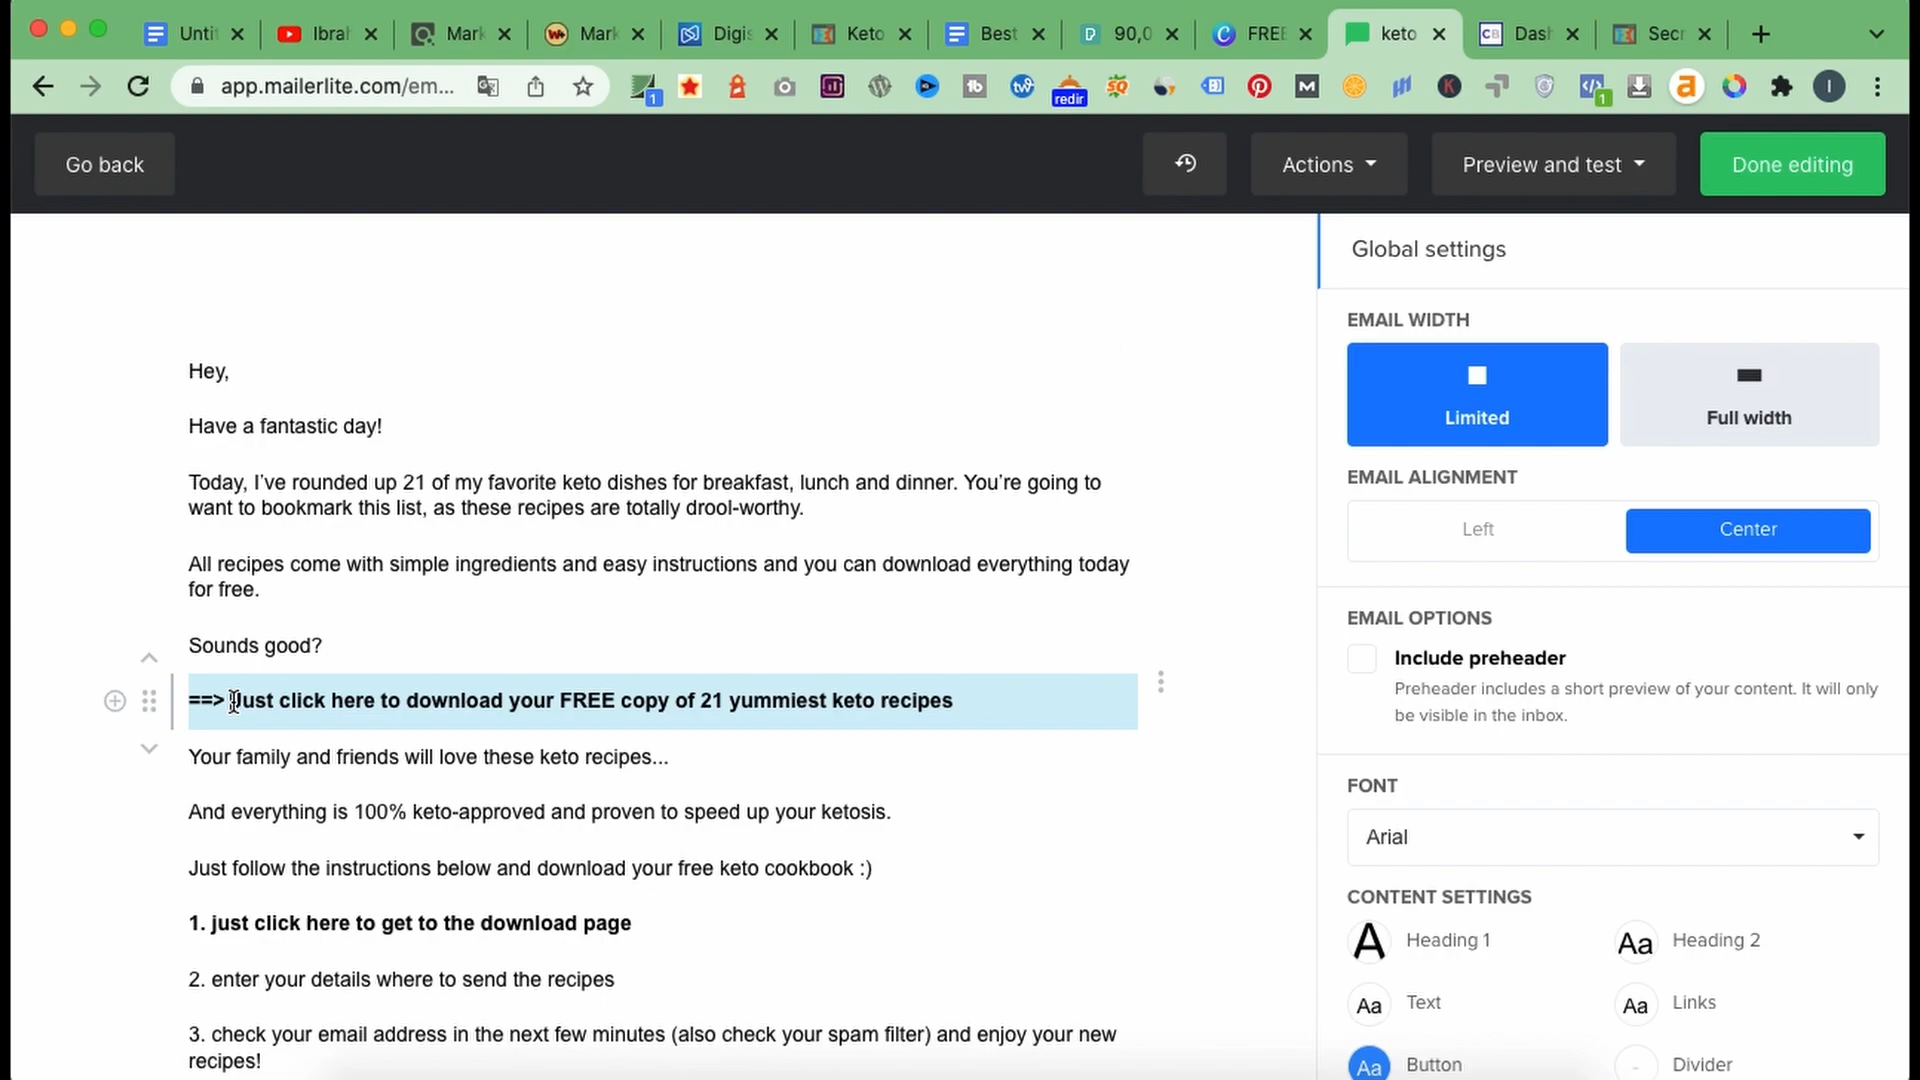 Unti
Ibral
Mark
Mark
Digis
Keto
Best
90,0
FREE
keto
CB
Dash
Secr
app.mailerlite.com/em...
1
redir
1
I
Go back
Actions
Preview and test
Done editing
Hey,
Have a fantastic day!
Today, I've rounded up 21 of my favorite keto dishes for breakfast, lunch and dinner. You're going to
want to bookmark this list, as these recipes are totally drool-worthy.
All recipes come with simple ingredients and easy instructions and you can download everything today
for free.
Sounds good?
==> Just click here to download your FREE copy of 21 yummiest keto recipes
Your family and friends will love these keto recipes...
And everything is 100% keto-approved and proven to speed up your ketosis.
Just follow the instructions below and download your free keto cookbook :)
1. just click here to get to the download page
2. enter your details where to send the recipes
3. check your email address in the next few minutes (also check your spam filter) and enjoy your new
recipes!
Global settings
EMAIL WIDTH
Limited
Full width
EMAIL ALIGNMENT
Left
Center
EMAIL OPTIONS
Include preheader
Preheader includes a short preview of your content. It will only
be visible in the inbox.
FONT
Arial
CONTENT SETTINGS
A Heading 1
Aa Heading 2
Aa Text
Aa Links
Aa Button
Divider